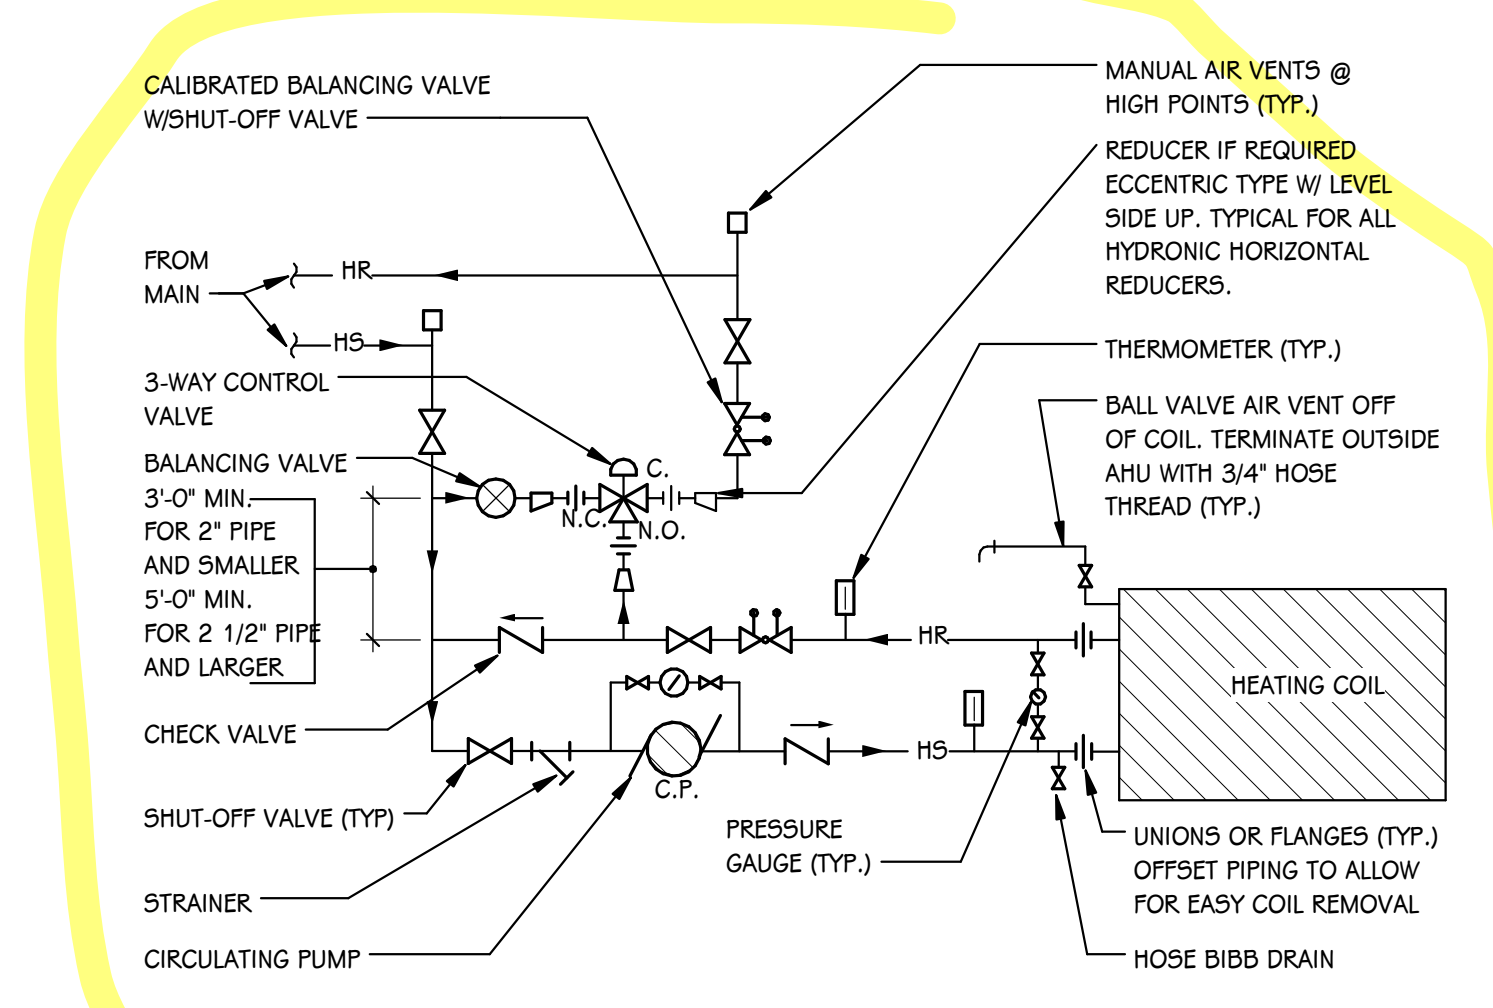 CALIBRATED BALANCING VALVE
W/SHUT-OFF VALVE
MANUAL AIR VENTS @
HIGH POINTS (TYP.)
REDUCER IF REQUIRED
ECCENTRIC TYPE W/ LEVEL
SIDE UP. TYPICAL FOR ALL
HYDRONIC HORIZONTAL
REDUCERS.
FROM
MAIN
HR
HS
THERMOMETER (TYP.)
3-WAY CONTROL
VALVE
BALL VALVE AIR VENT OFF
OF COIL. TERMINATE OUTSIDE
AHU WITH 3/4" HOSE
THREAD (TYP.)
BALANCING VALVE
3'-0" MIN.
FOR 2" PIPE
AND SMALLER
5'-0" MIN.
FOR 2 1/2" PIPE
AND LARGER
C.
N.C.
N.O.
HR
HEATING COIL
CHECK VALVE
HS
C.P.
SHUT-OFF VALVE (TYP)
PRESSURE
GAUGE (TYP.)
UNIONS OR FLANGES (TYP.)
OFFSET PIPING TO ALLOW
FOR EASY COIL REMOVAL
STRAINER
CIRCULATING PUMP
HOSE BIBB DRAIN